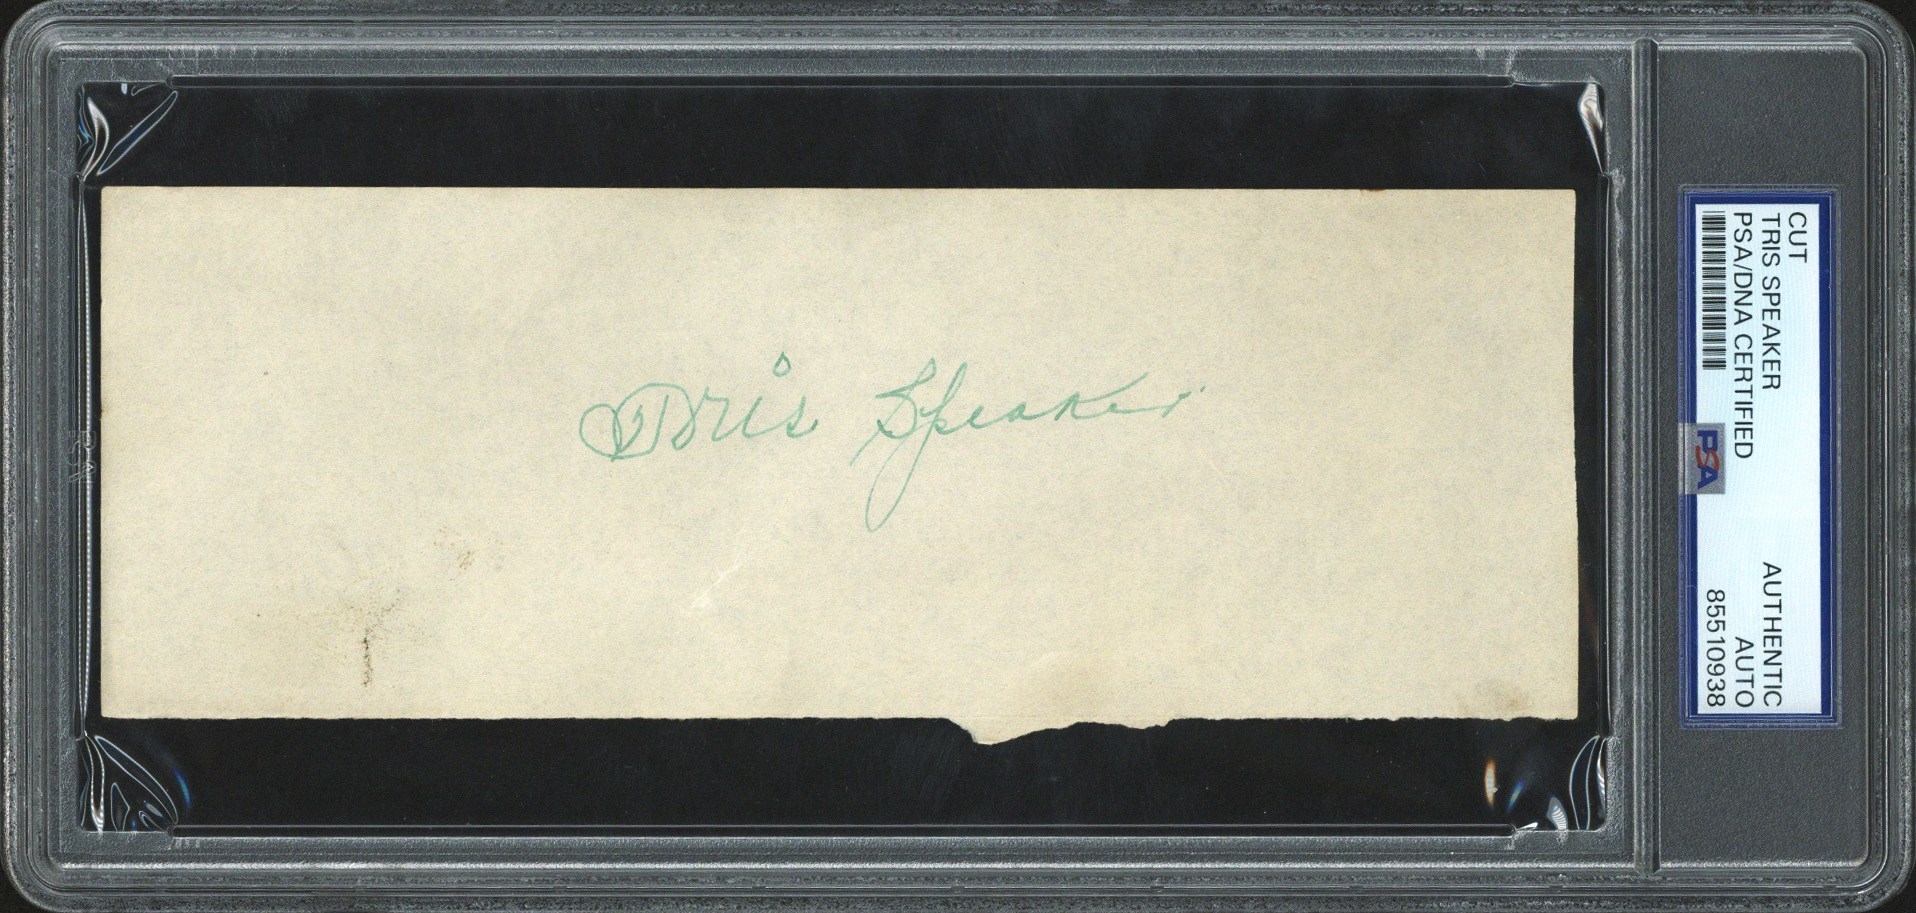 Tris Speaker
CUT
TRIS SPEAKER
PSA/DNA CERTIFIED
PSA
AUTHENTIC
AUTO
85510938